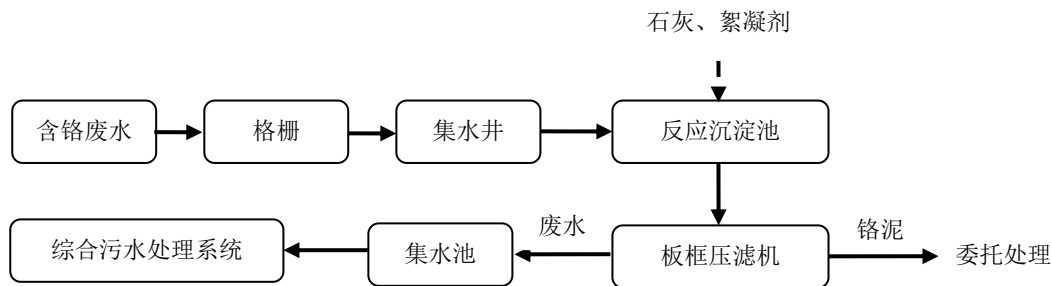 石灰、絮凝剂
含铬废水
格栅
集水井
反应沉淀池
综合污水处理系统
集水池
废水
板框压滤机
铬泥
委托处理